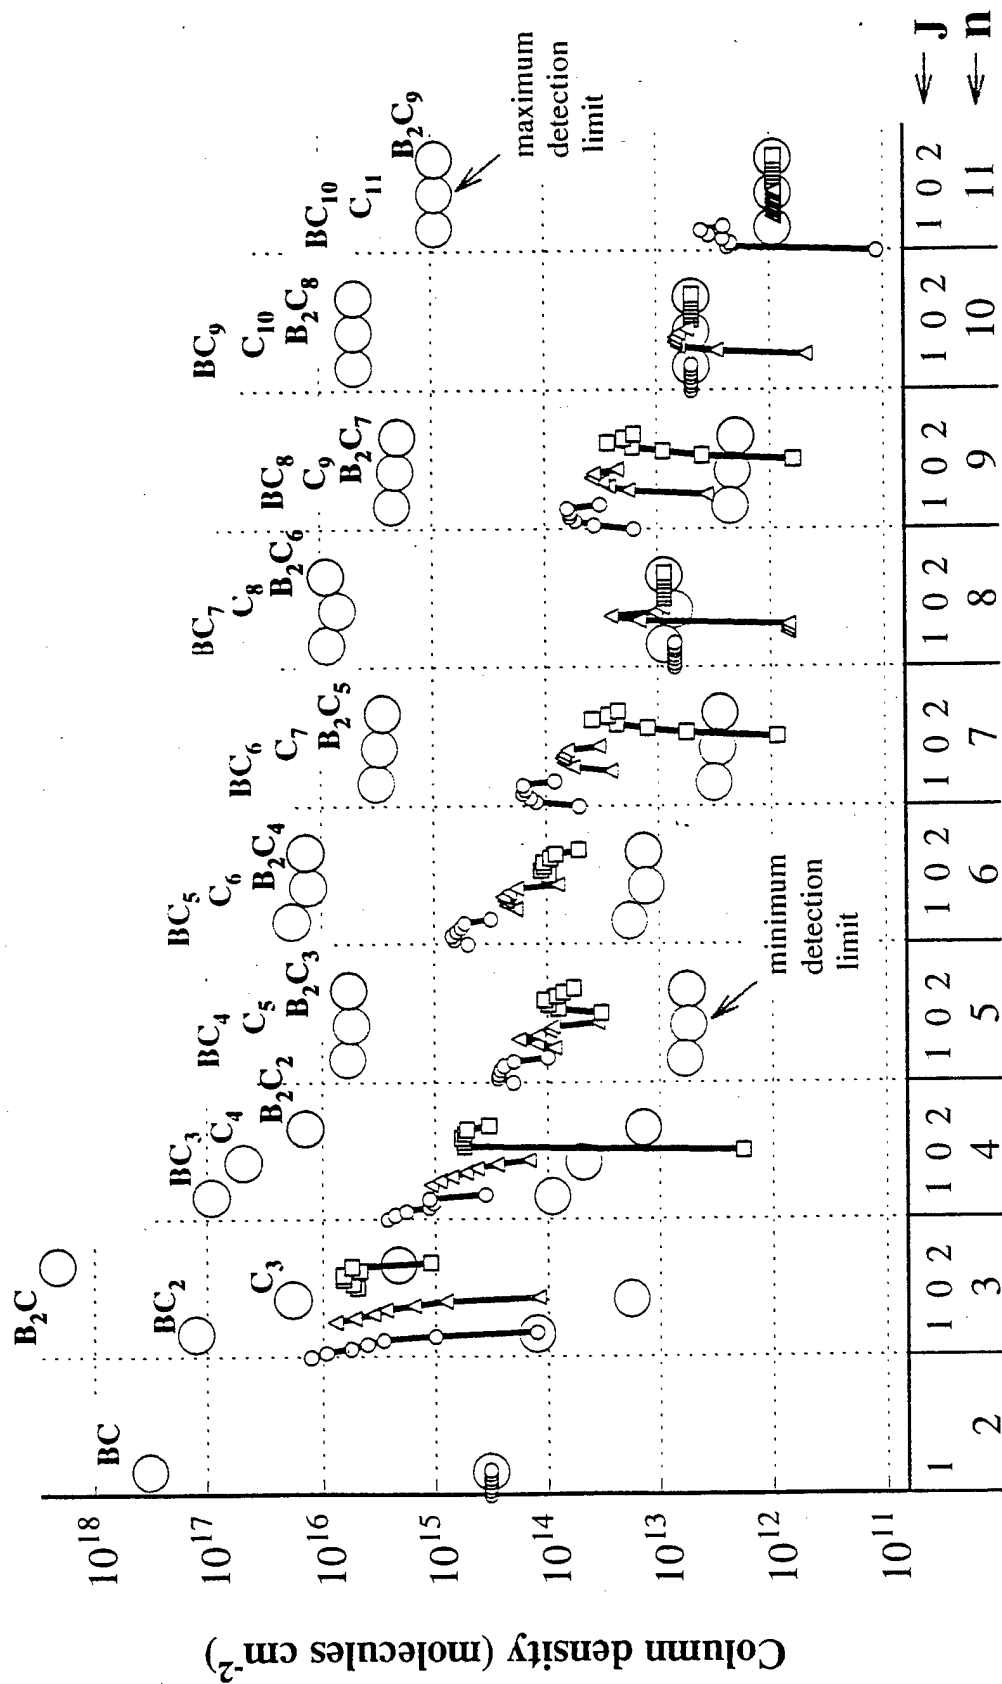 Column density (molecules cm⁻²)
10¹⁸
10¹⁷
10¹⁶
10¹⁵
10¹⁴
10¹³
10¹²
10¹¹
BC
B₂C
BC₂
C₃
BC₃
C₄
B₂C₂
BC₄
C₅
B₂C₃
BC₅
C₆
B₂C₄
BC₆
C₇
B₂C₅
BC₇
C₈
B₂C₆
BC₈
C₉
B₂C₇
BC₉
C₁₀
B₂C₈
BC₁₀
C₁₁
B₂C₉
maximum
detection
limit
minimum
detection
limit
1 1 0 2 1 0 2 1 0 2 1 0 2 1 0 2 1 0 2 1 0 2 1 0 2 1 0 2 ← J
2 3 4 5 6 7 8 9 10 11 ← n